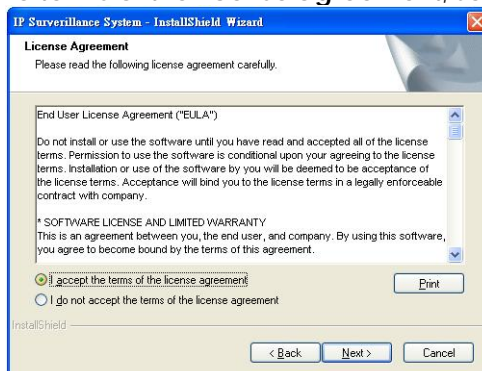 IP Surveillance System - InstallShield Wizard
License Agreement
Please read the following license agreement carefully.
End User License Agreement ("EULA")
Do not install or use the software until you have read and accepted all of the license
terms. Permission to use the software is conditional upon your agreeing to the license
terms. Installation or use of the software by you will be deemed to be acceptance of
the license terms. Acceptance will bind you to the license terms in a legally enforceable
contract with company.
* SOFTWARE LICENSE AND LIMITED WARRANTY
This is an agreement between you, the end user, and company. By using this software,
you agree to become bound by the terms of this agreement.
I accept the terms of the license agreement
Print
I do not accept the terms of the license agreement
InstallShield
< Back
Next >
Cancel